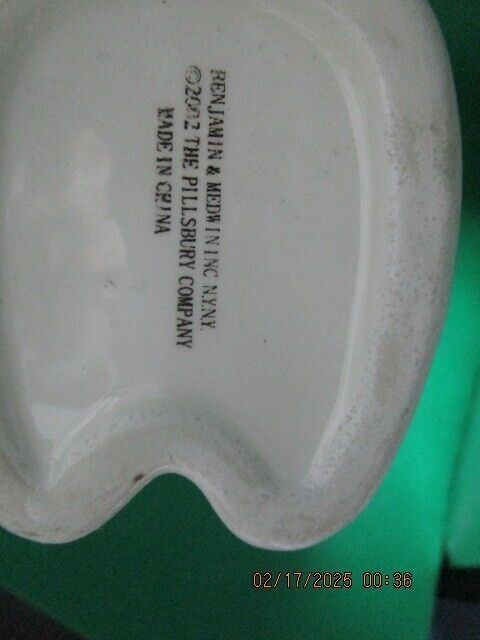 BENJAMIN & MEDWIN INC N.Y.N.Y.
©2002 THE PILLSBURY COMPANY
MADE IN CHINA
02/17/2025 00:36